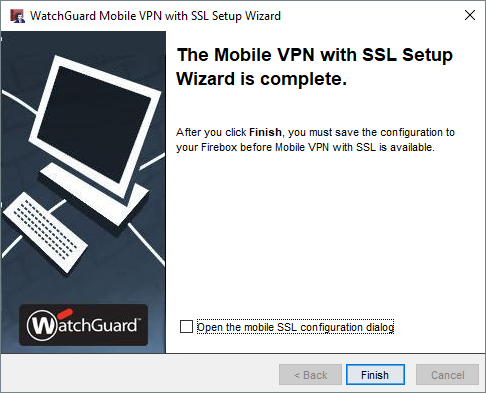 WatchGuard Mobile VPN with SSL Setup Wizard
The Mobile VPN with SSL Setup
Wizard is complete.
After you click Finish, you must save the configuration to
your Firebox before Mobile VPN with SSL is available.
WatchGuard
Open the mobile SSL configuration dialog
< Back
Finish
Cancel